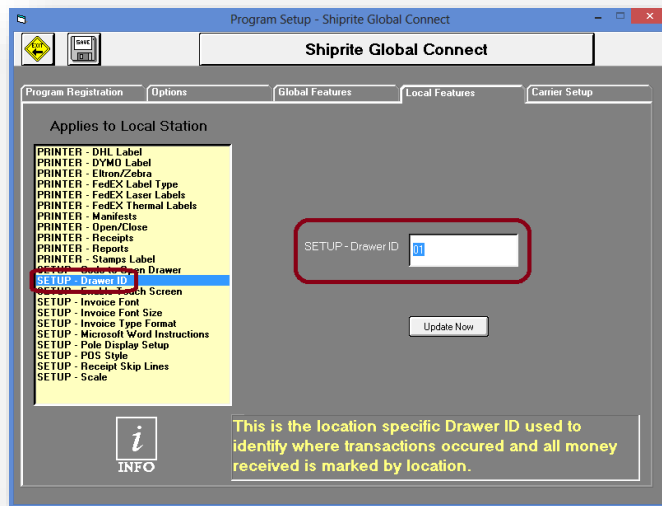 Program Setup - Shiprite Global Connect
EXIT
SAVE
Shiprite Global Connect
Program Registration
Options
Global Features
Local Features
Carrier Setup
Applies to Local Station
PRINTER - DHL Label
PRINTER - DYMO Label
PRINTER - Eltron/Zebra
PRINTER - FedEX Label Type
PRINTER - FedEX Laser Labels
PRINTER - FedEX Thermal Labels
PRINTER - Manifests
PRINTER - Open/Close
PRINTER - Receipts
PRINTER - Reports
PRINTER - Stamps Label
SETUP - Code to Open Drawer
SETUP - Drawer ID
SETUP - Enable Touch Screen
SETUP - Invoice Font
SETUP - Invoice Font Size
SETUP - Invoice Type Format
SETUP - Microsoft Word Instructions
SETUP - Pole Display Setup
SETUP - POS Style
SETUP - Receipt Skip Lines
SETUP - Scale
SETUP - Drawer ID
01
Update Now
i
INFO
This is the location specific Drawer ID used to
identify where transactions occured and all money
received is marked by location.